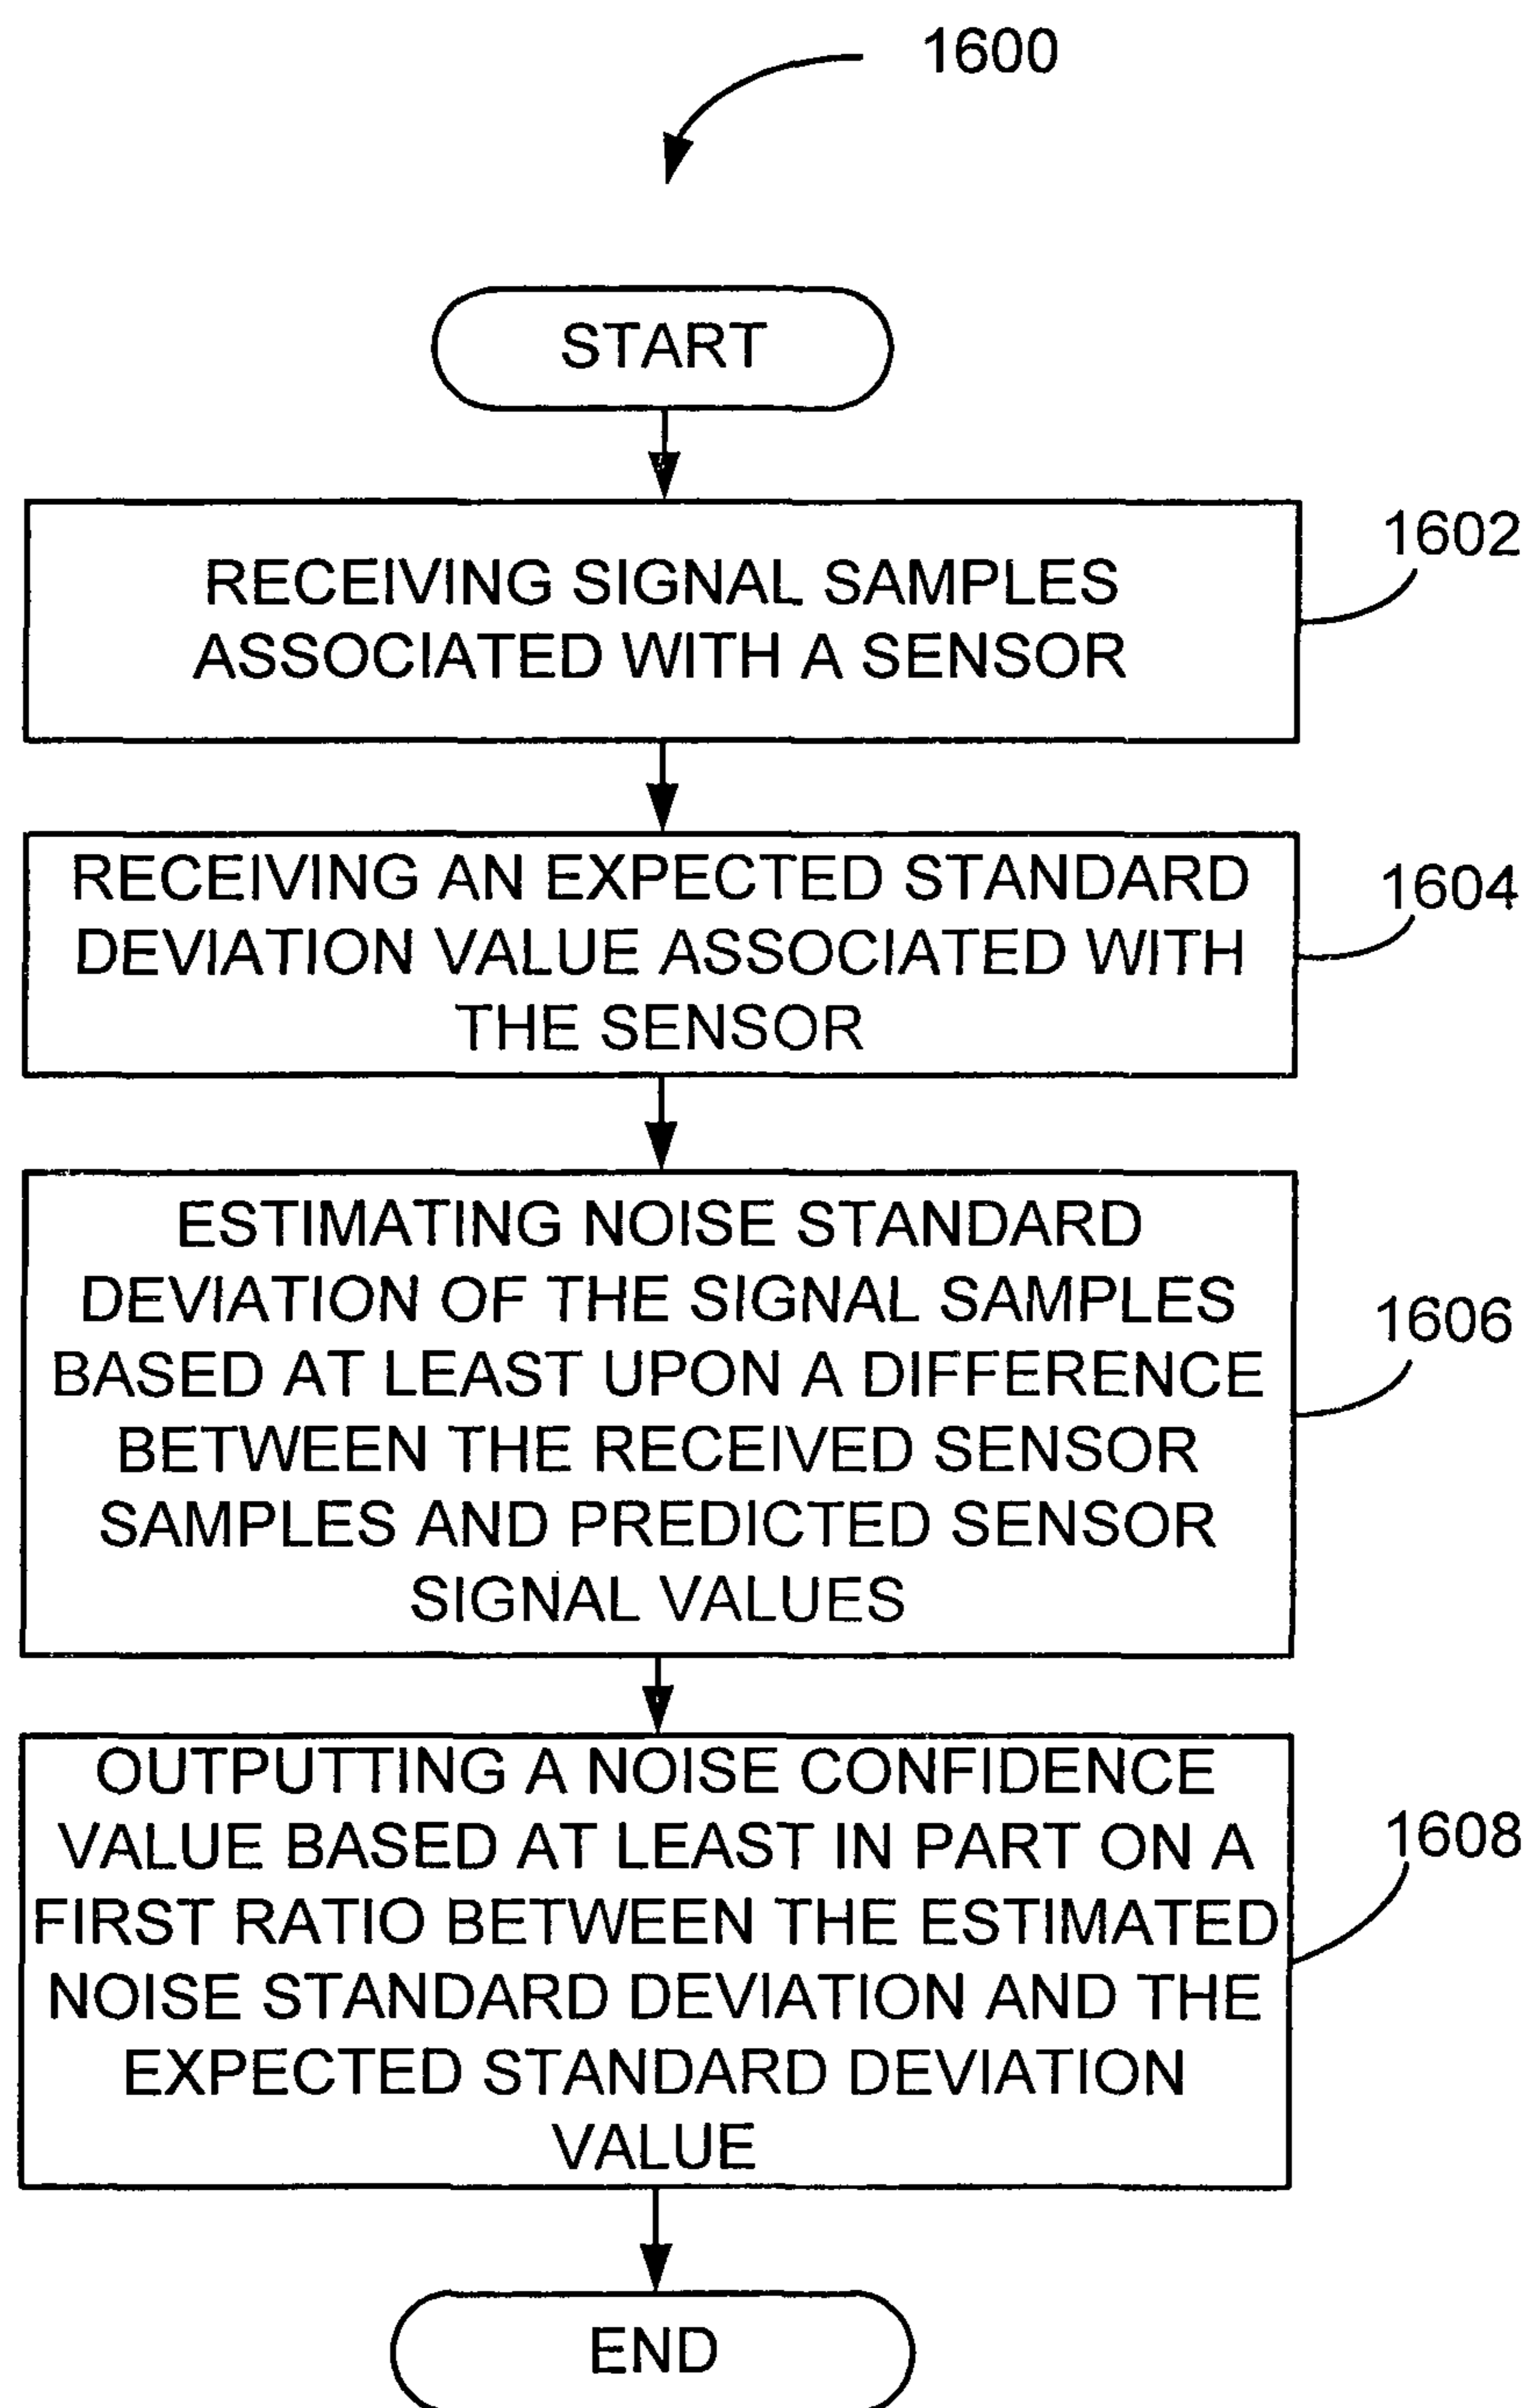 1600
START
RECEIVING SIGNAL SAMPLES
ASSOCIATED WITH A SENSOR
1602
RECEIVING AN EXPECTED STANDARD
DEVIATION VALUE ASSOCIATED WITH
THE SENSOR
1604
ESTIMATING NOISE STANDARD
DEVIATION OF THE SIGNAL SAMPLES
BASED AT LEAST UPON A DIFFERENCE
BETWEEN THE RECEIVED SENSOR
SAMPLES AND PREDICTED SENSOR
SIGNAL VALUES
1606
OUTPUTTING A NOISE CONFIDENCE
VALUE BASED AT LEAST IN PART ON A
FIRST RATIO BETWEEN THE ESTIMATED
NOISE STANDARD DEVIATION AND THE
EXPECTED STANDARD DEVIATION
VALUE
1608
END